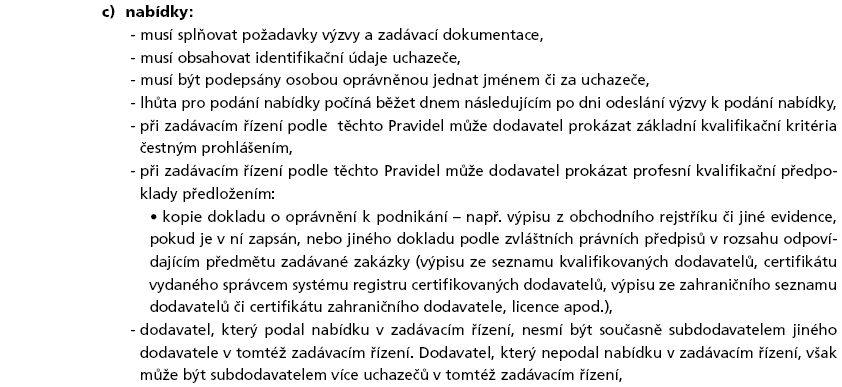 c) nabídky:
- musí splňovat požadavky výzvy a zadávací dokumentace,
- musí obsahovat identifikační údaje uchazeče,
- musí být podepsány osobou oprávněnou jednat jménem či za uchazeče,
- lhůta pro podání nabídky počíná běžet dnem následujícím po dni odeslání výzvy k podání nabídky,
- při zadávacím řízení podle těchto Pravidel může dodavatel prokázat základní kvalifikační kritéria
čestným prohlášením,
- při zadávacím řízení podle těchto Pravidel může dodavatel prokázat profesní kvalifikační předpo-
klady předložením:
• kopie dokladu o oprávnění k podnikání – např. výpisu z obchodního rejstříku či jiné evidence,
pokud je v ní zapsán, nebo jiného dokladu podle zvláštních právních předpisů v rozsahu odpoví-
dajícím předmětu zadávané zakázky (výpisu ze seznamu kvalifikovaných dodavatelů, certifikátu
vydaného správcem systému registru certifikovaných dodavatelů, výpisu ze zahraničního seznamu
dodavatelů či certifikátu zahraničního dodavatele, licence apod.),
- dodavatel, který podal nabídku v zadávacím řízení, nesmí být současně subdodavatelem jiného
dodavatele v tomtéž zadávacím řízení. Dodavatel, který nepodal nabídku v zadávacím řízení, však
může být subdodavatelem více uchazečů v tomtéž zadávacím řízení,